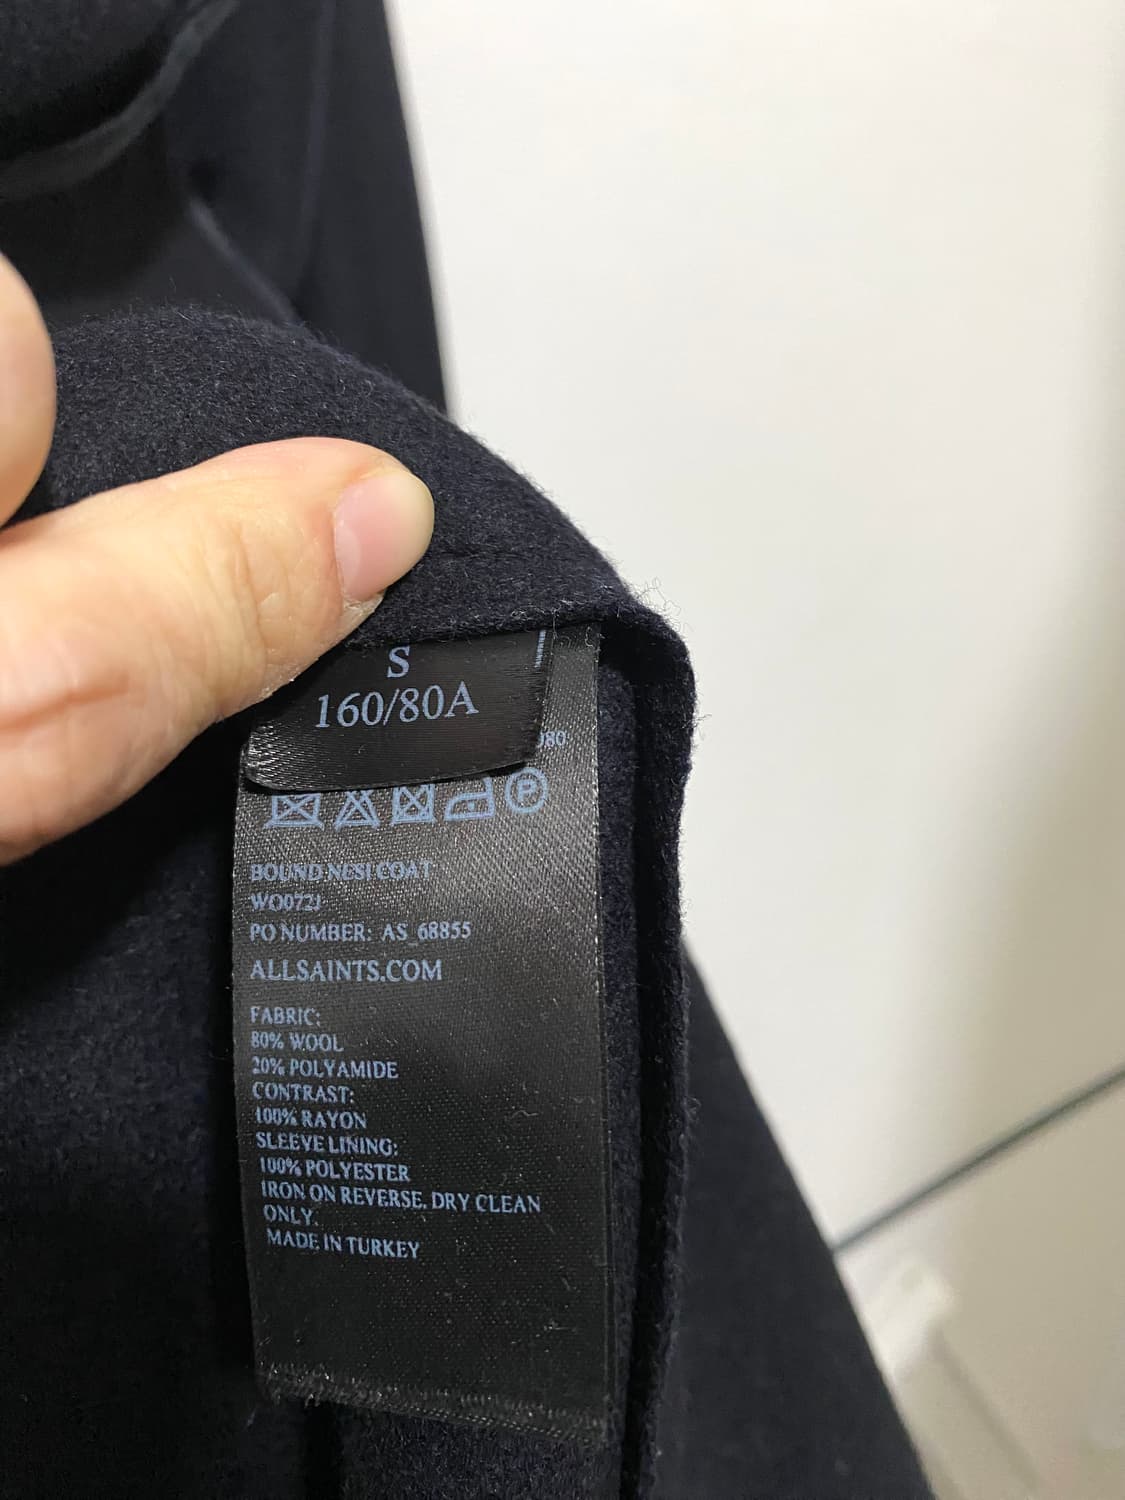 S
160/80A
080
Ⓟ
BOUND NESI COAT
WO072J
PO NUMBER: AS_68855
ALLSAINTS.COM
FABRIC:
80% WOOL
20% POLYAMIDE
CONTRAST:
100% RAYON
SLEEVE LINING:
100% POLYESTER
IRON ON REVERSE. DRY CLEAN
ONLY.
MADE IN TURKEY